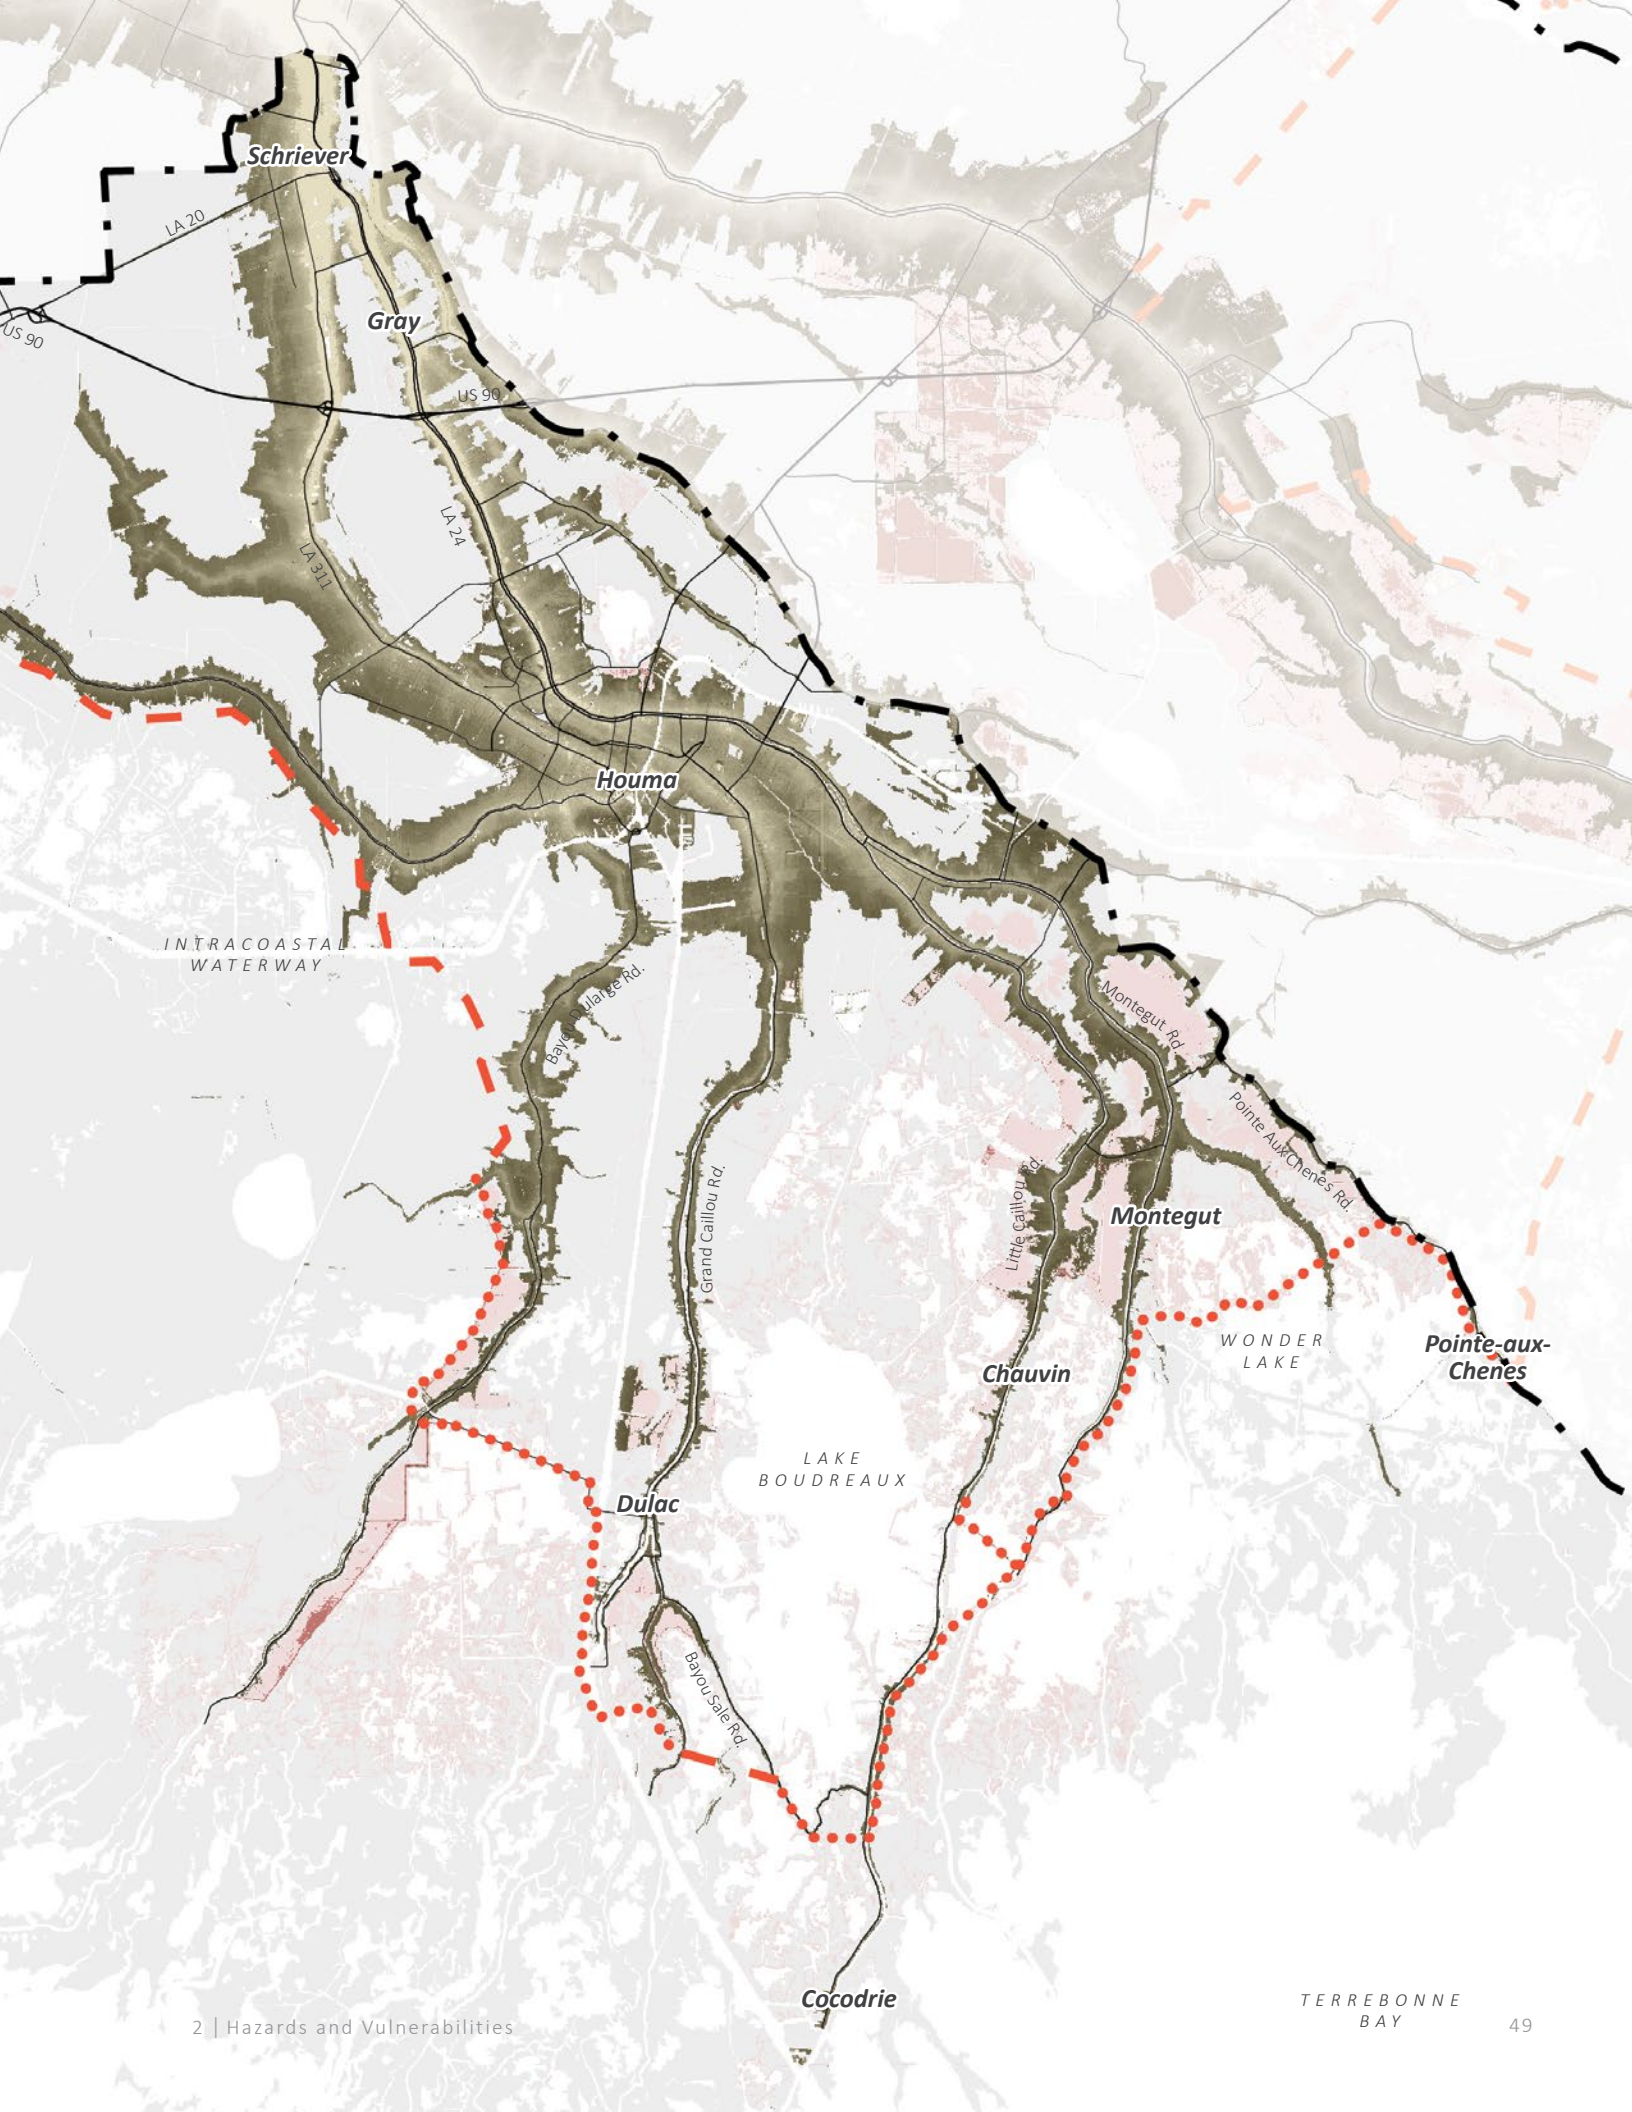 Schriever
LA 20
Gray
US 90
US 90
LA 24
LA 311
Houma
INTRACOASTAL
WATERWAY
Bayou Dularge Rd.
Montegut Rd.
Pointe Aux Chenes Rd.
Grand Caillou Rd.
Little Caillou Rd.
Montegut
WONDER
LAKE
Pointe-aux-
Chenes
Chauvin
LAKE
BOUDREAUX
Dulac
Bayou Sale Rd.
Cocodrie
TERREBONNE
BAY
2 | Hazards and Vulnerabilities
49